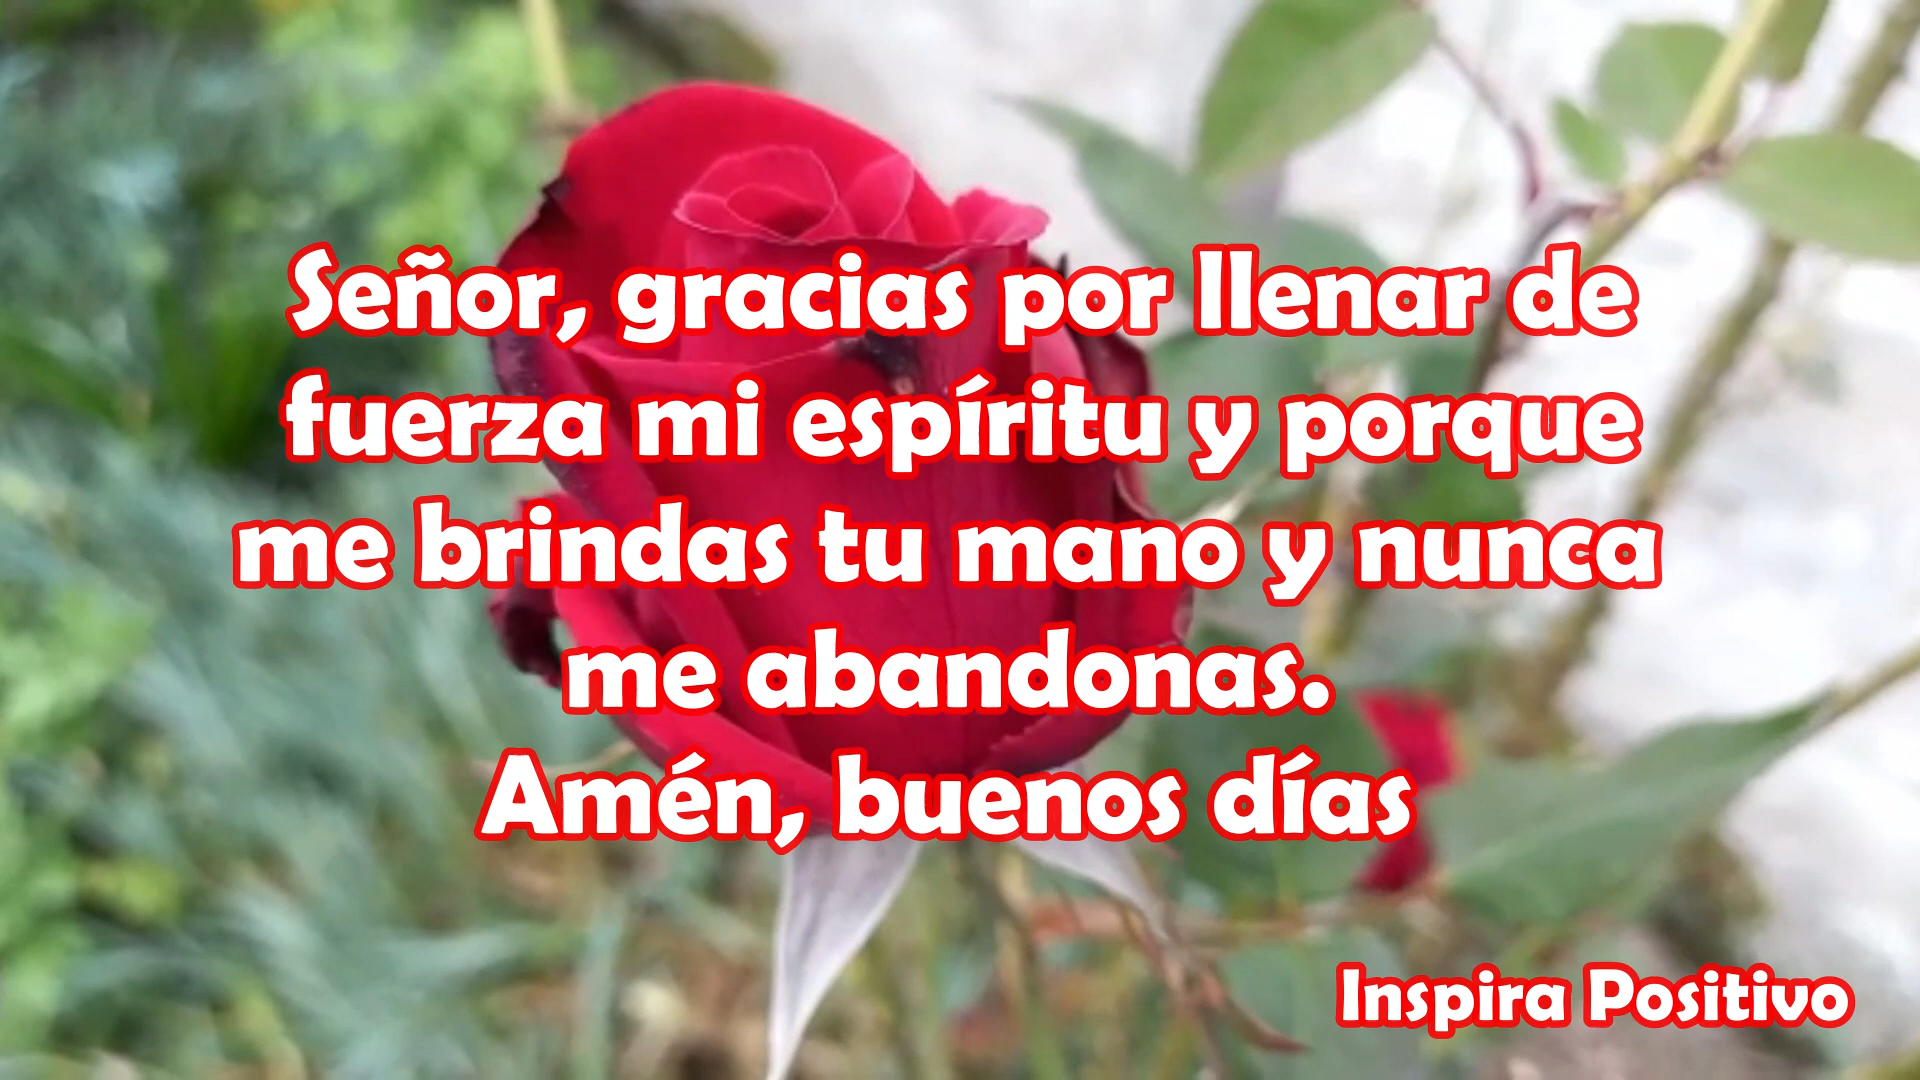 Señor, gracias por llenar de
fuerza mi espíritu y porque
me brindas tu mano y nunca
me abandonas.
Amén, buenos días
Inspira Positivo